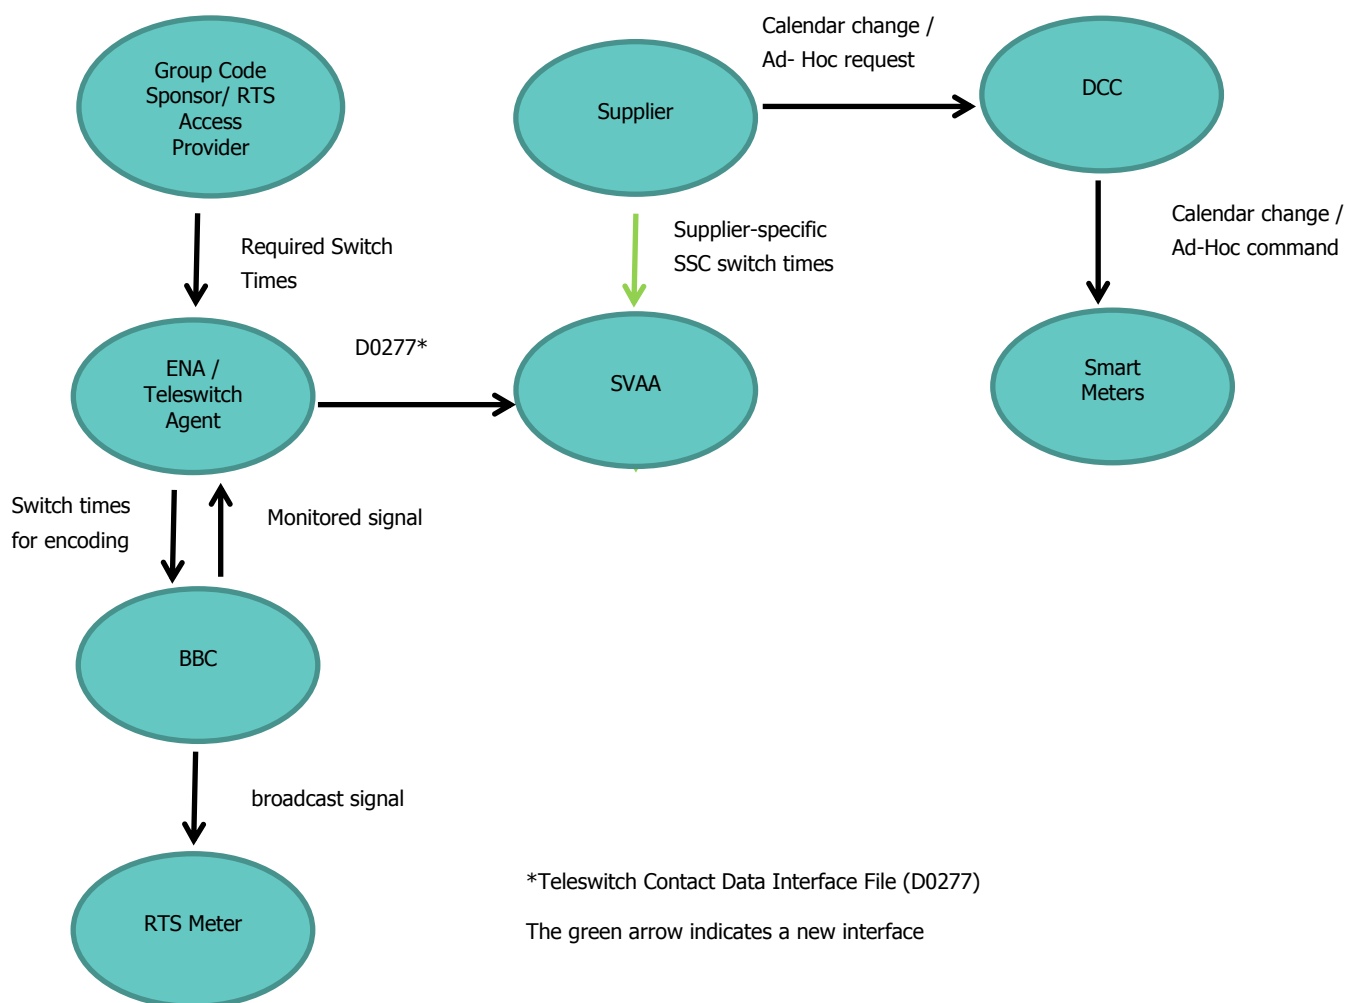 Group Code
Sponsor/ RTS
Access
Provider
Supplier
Calendar change /
Ad- Hoc request
DCC
Required Switch
Times
Supplier-specific
SSC switch times
Calendar change /
Ad-Hoc command
ENA /
Teleswitch
Agent
D0277*
SVAA
Smart
Meters
Switch times
for encoding
Monitored signal
BBC
broadcast signal
RTS Meter
*Teleswitch Contact Data Interface File (D0277)
The green arrow indicates a new interface